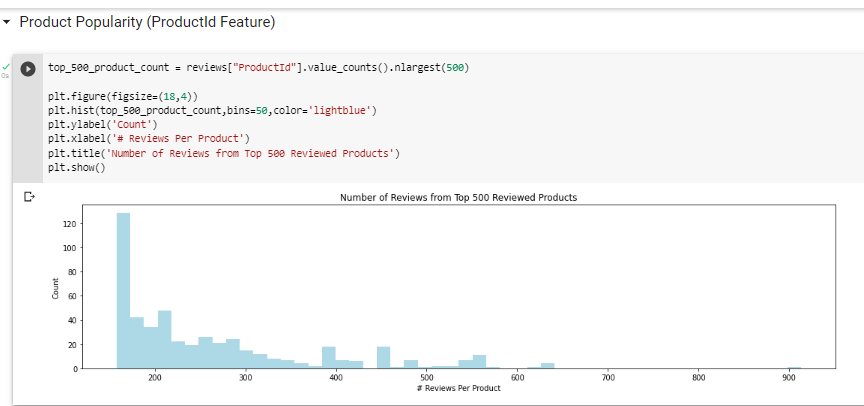 Product Popularity (ProductId Feature)
0s
top_500_product_count = reviews["ProductId"].value_counts().nlargest(500)
plt.figure(figsize=(18,4))
plt.hist(top_500_product_count,bins=50,color='lightblue')
plt.ylabel('Count')
plt.xlabel('# Reviews Per Product')
plt.title('Number of Reviews from Top 500 Reviewed Products')
plt.show()
Number of Reviews from Top 500 Reviewed Products
120
100
80
60
40
20
0
Count
200 300 400 500 600 700 800 900
# Reviews Per Product